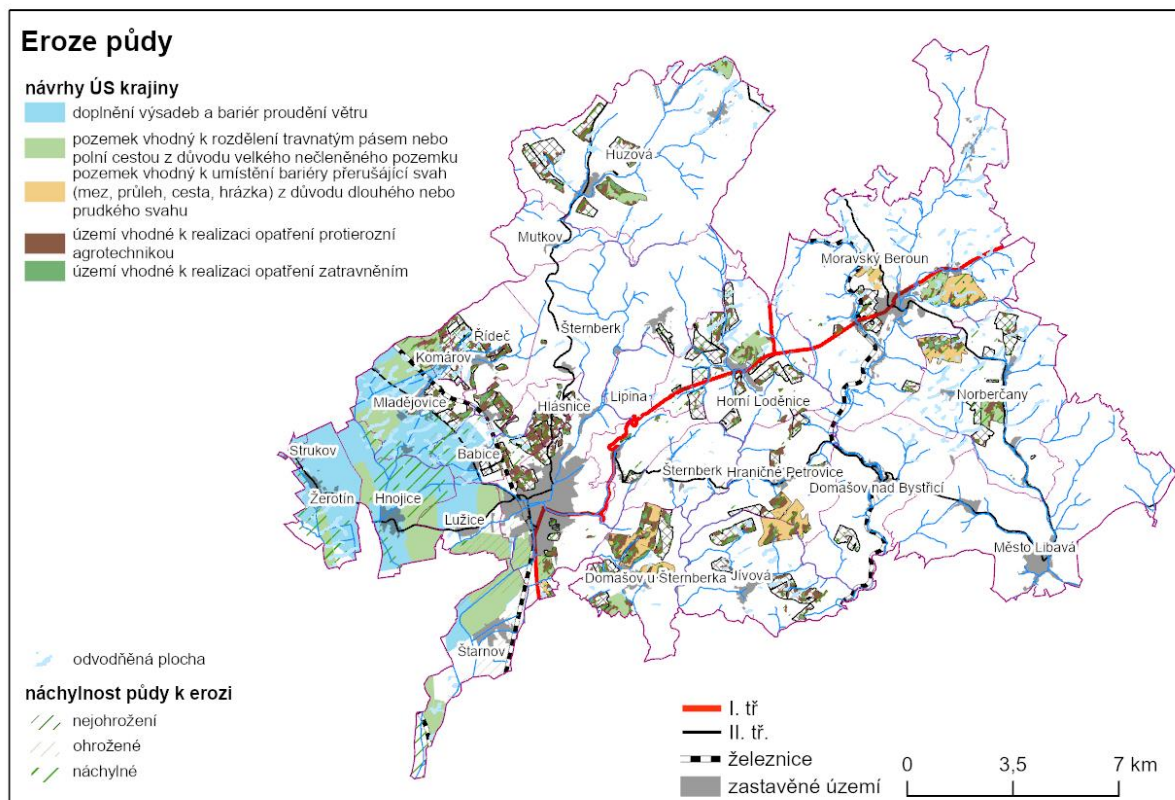 Eroze půdy
návrhy ÚS krajiny
doplnění výsadeb a bariér proudění větru
pozemek vhodný k rozdělení travnatým pásem nebo
polní cestou z důvodu velkého nečleněného pozemku
pozemek vhodný k umístění bariéry přerušající svah
(mez, průleh, cesta, hrázka) z důvodu dlouhého nebo
prudkého svahu
území vhodné k realizaci opatření protierozní
agrotechnikou
území vhodné k realizaci opatření zatravněním
Huzová
Mutkov
Moravský Beroun
Šternberk
Řídeč
Komárov
Mladějovice
Hlásnice
Lipina
Horní Loděnice
Norberčany
Strukov
Babice
Šternberk
Hraničné Petrovice
Domašov nad Bystřicí
Žerotín
Hnojice
Lužice
Město Libavá
Domašov u Šternberka
Jívová
Štarnov
odvodňěná plocha
náchylnost půdy k erozi
nejohrožení
ohrožené
náchylné
I. tř
II. tř.
železnice
zastavěné území
0 3,5 7 km